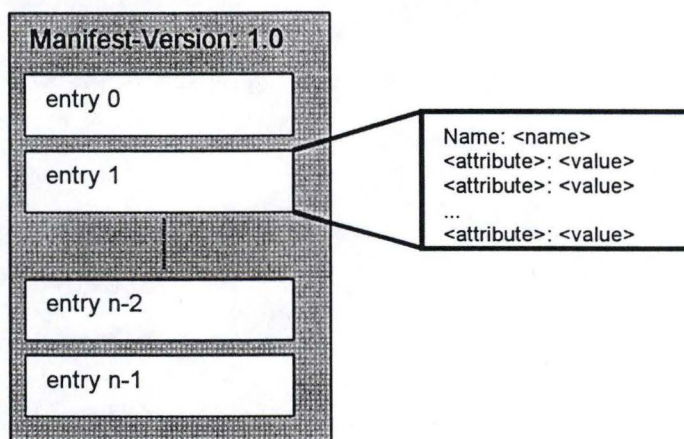 Manifest-Version: 1.0
entry 0
entry 1
entry n-2
entry n-1
Name: <name>
<attribute>: <value>
<attribute>: <value>
...
<attribute>: <value>